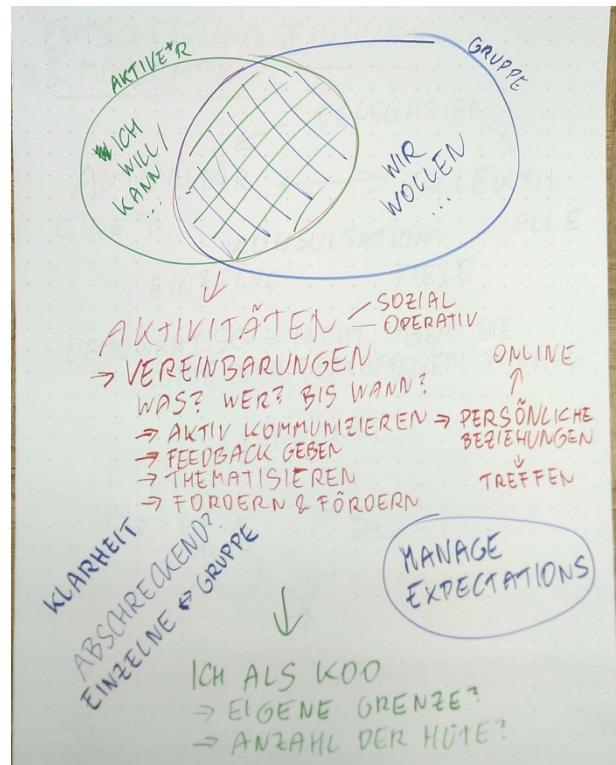 AKTIVE*R
GRUPPE
ICH
WILL/
KANN
...
WIR
WOLLEN
...
AKTIVITÄTEN
SOZIAL
OPERATIV
→ VEREINBARUNGEN
WAS? WER? BIS WANN?
→ AKTIV KOMMUNIZIEREN → PERSÖNLICHE
BEZIEHUNGEN
ONLINE
TREFFEN
→ FEEDBACK GEBEN
→ THEMATISIEREN
→ FORDERN & FÖRDERN
KLARHEIT
ABSCHRECKEND?
EINZELNE ↔ GRUPPE
MANAGE
EXPECTATIONS
ICH ALS KOO
→ EIGENE GRENZE?
→ ANZAHL DER HÜTE?